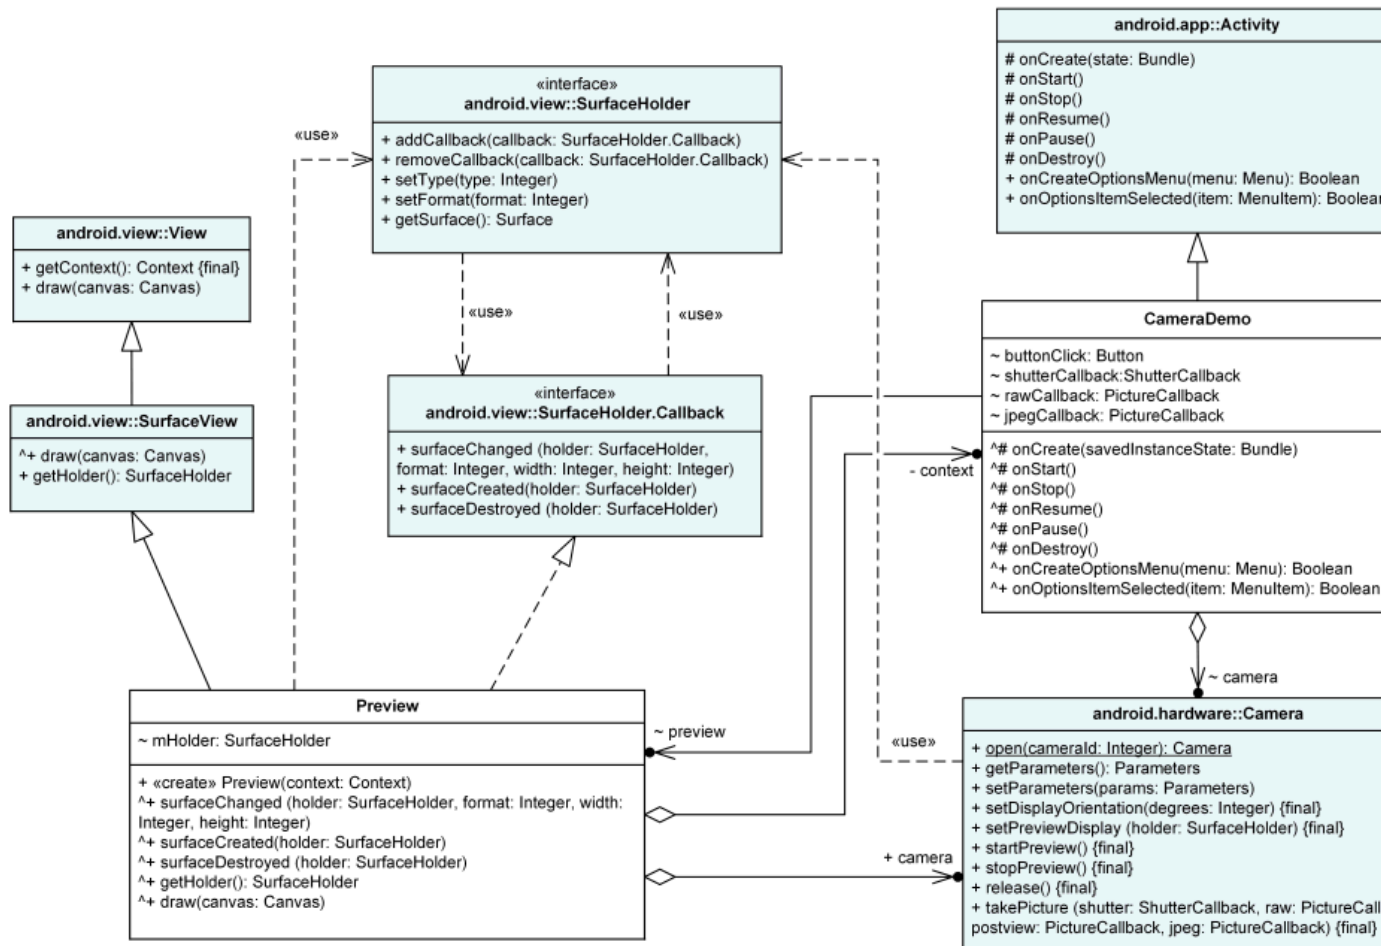 android.app::Activity
# onCreate(state: Bundle)
# onStart()
# onStop()
# onResume()
# onPause()
# onDestroy()
+ onCreateOptionsMenu(menu: Menu): Boolean
+ onOptionsItemSelected(item: MenuItem): Boolean
«interface»
android.view::SurfaceHolder
+ addCallback(callback: SurfaceHolder.Callback)
+ removeCallback(callback: SurfaceHolder.Callback)
+ setType(type: Integer)
+ setFormat(format: Integer)
+ getSurface(): Surface
«use»
android.view::View
+ getContext(): Context {final}
+ draw(canvas: Canvas)
«use»
«use»
android.view::SurfaceView
^+ draw(canvas: Canvas)
+ getHolder(): SurfaceHolder
«interface»
android.view::SurfaceHolder.Callback
+ surfaceChanged (holder: SurfaceHolder,
format: Integer, width: Integer, height: Integer)
+ surfaceCreated(holder: SurfaceHolder)
+ surfaceDestroyed (holder: SurfaceHolder)
CameraDemo
~ buttonClick: Button
~ shutterCallback:ShutterCallback
~ rawCallback: PictureCallback
~ jpegCallback: PictureCallback
^# onCreate(savedInstanceState: Bundle)
^# onStart()
^# onStop()
^# onResume()
^# onPause()
^# onDestroy()
^+ onCreateOptionsMenu(menu: Menu): Boolean
^+ onOptionsItemSelected(item: MenuItem): Boolean
- context
~ camera
Preview
~ mHolder: SurfaceHolder
+ «create» Preview(context: Context)
^+ surfaceChanged (holder: SurfaceHolder, format: Integer, width:
Integer, height: Integer)
^+ surfaceCreated(holder: SurfaceHolder)
^+ surfaceDestroyed (holder: SurfaceHolder)
^+ getHolder(): SurfaceHolder
^+ draw(canvas: Canvas)
~ preview
«use»
+ camera
android.hardware::Camera
+ open(cameraId: Integer): Camera
+ getParameters(): Parameters
+ setParameters(params: Parameters)
+ setDisplayOrientation(degrees: Integer) {final}
+ setPreviewDisplay (holder: SurfaceHolder) {final}
+ startPreview() {final}
+ stopPreview() {final}
+ release() {final}
+ takePicture (shutter: ShutterCallback, raw: PictureCall
postview: PictureCallback, jpeg: PictureCallback) {final}